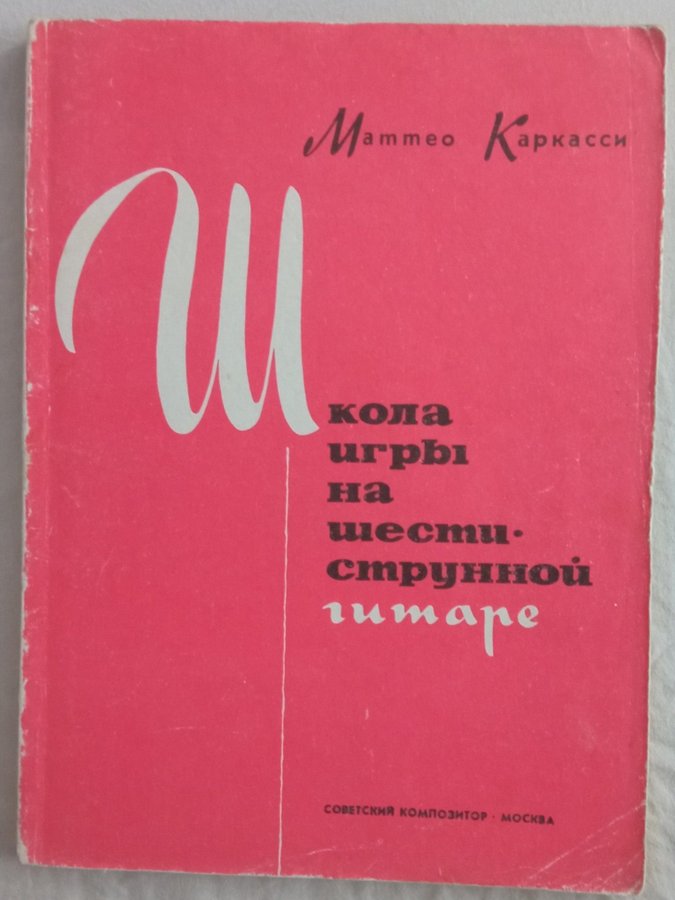 Маттео Каркасси
Школа
игры
на
шести-
струнной
гитаре
СОВЕТСКИЙ КОМПОЗИТОР · МОСКВА